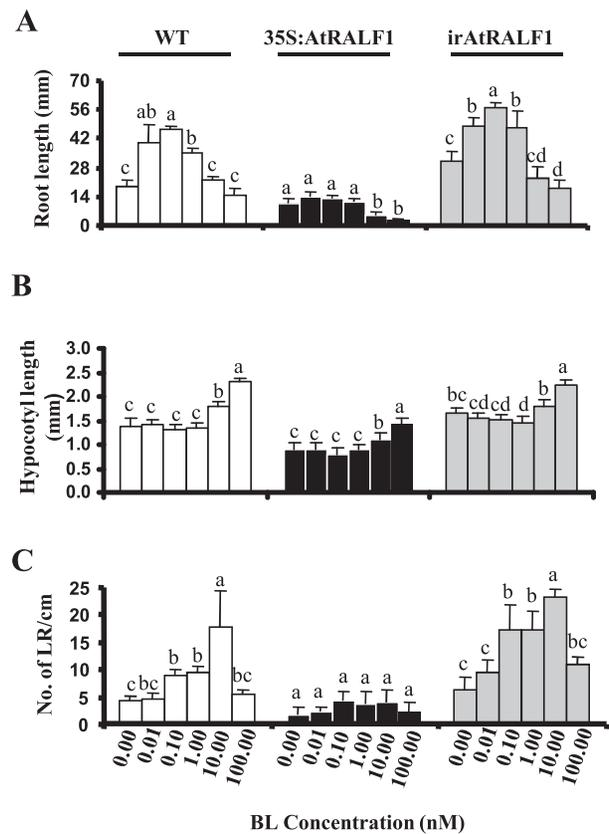 A
WT 35S:AtRALF1 irAtRALF1
Root length (mm)
70
56
42
28
14
0
c ab a b c c
a a a a b b
c b a b cd d
B
Hypocotyl length
(mm)
3.0
2.5
2.0
1.5
1.0
0.5
0.0
c c c c b a
c c c c b a
bc cd cd d b a
C
No. of LR/cm
25
20
15
10
5
0
c bc b b a bc
a a a a a a
c c b b a bc
0.00 0.01 0.10 1.00 10.00 100.00
0.00 0.01 0.10 1.00 10.00 100.00
0.00 0.01 0.10 1.00 10.00 100.00
BL Concentration (nM)